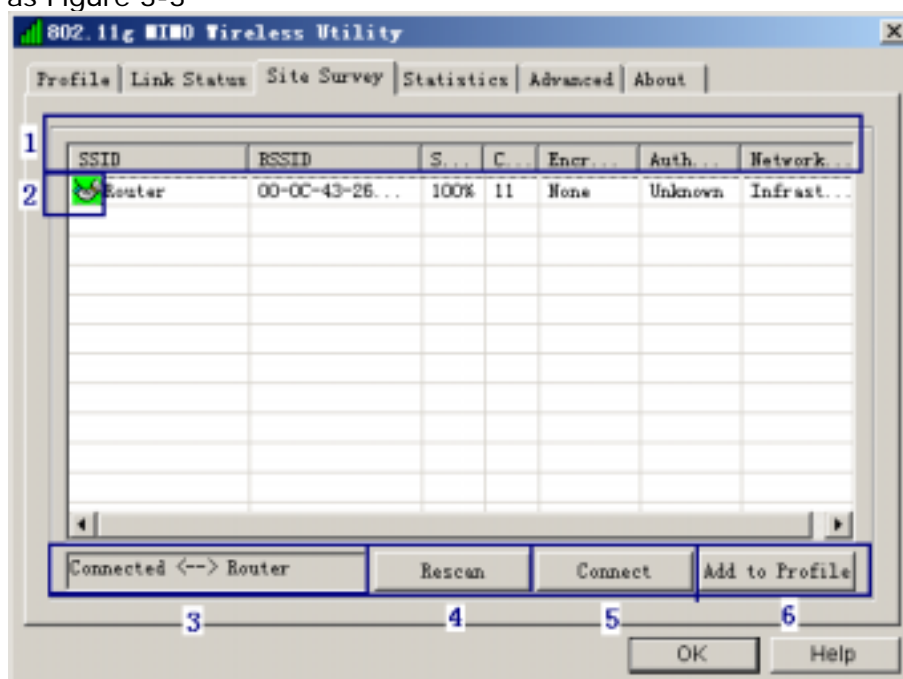 as Figure 3-3
802.11g MIMO Wireless Utility
Profile Link Status Site Survey Statistics Advanced About
1
SSID BSSID S... C... Encr... Auth... Network...
2 Router 00-0C-43-26... 100% 11 None Unknown Infrast...
Connected <--> Router Rescan Connect Add to Profile
3 4 5 6
OK Help